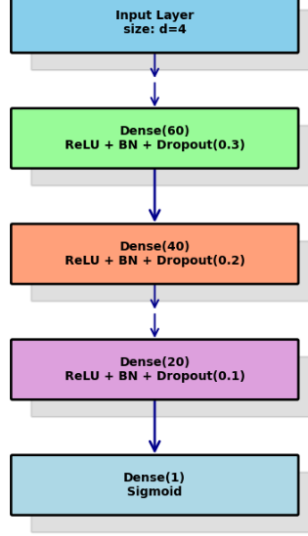 Input Layer
size: d=4
Dense(60)
ReLU + BN + Dropout(0.3)
Dense(40)
ReLU + BN + Dropout(0.2)
Dense(20)
ReLU + BN + Dropout(0.1)
Dense(1)
Sigmoid